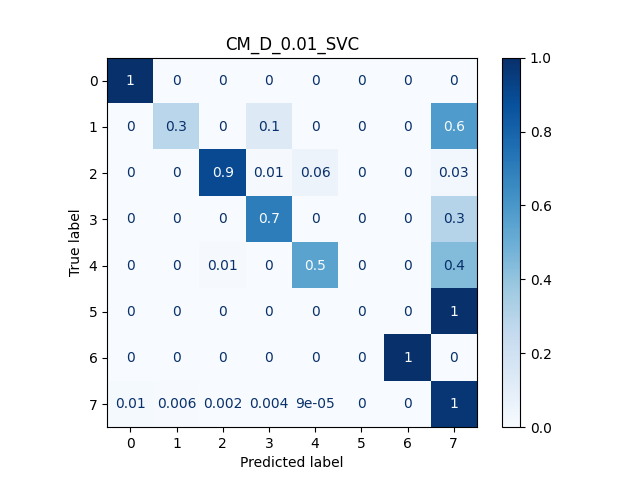 CM_D_0.01_SVC
0 1 0 0 0 0 0 0 0
1 0 0.3 0 0.1 0 0 0 0.6
2 0 0 0.9 0.01 0.06 0 0 0.03
3 0 0 0 0.7 0 0 0 0.3
4 0 0 0.01 0 0.5 0 0 0.4
5 0 0 0 0 0 0 0 1
6 0 0 0 0 0 0 1 0
7 0.01 0.006 0.002 0.004 9e-05 0 0 1
0 1 2 3 4 5 6 7
Predicted label
True label
1.0
0.8
0.6
0.4
0.2
0.0